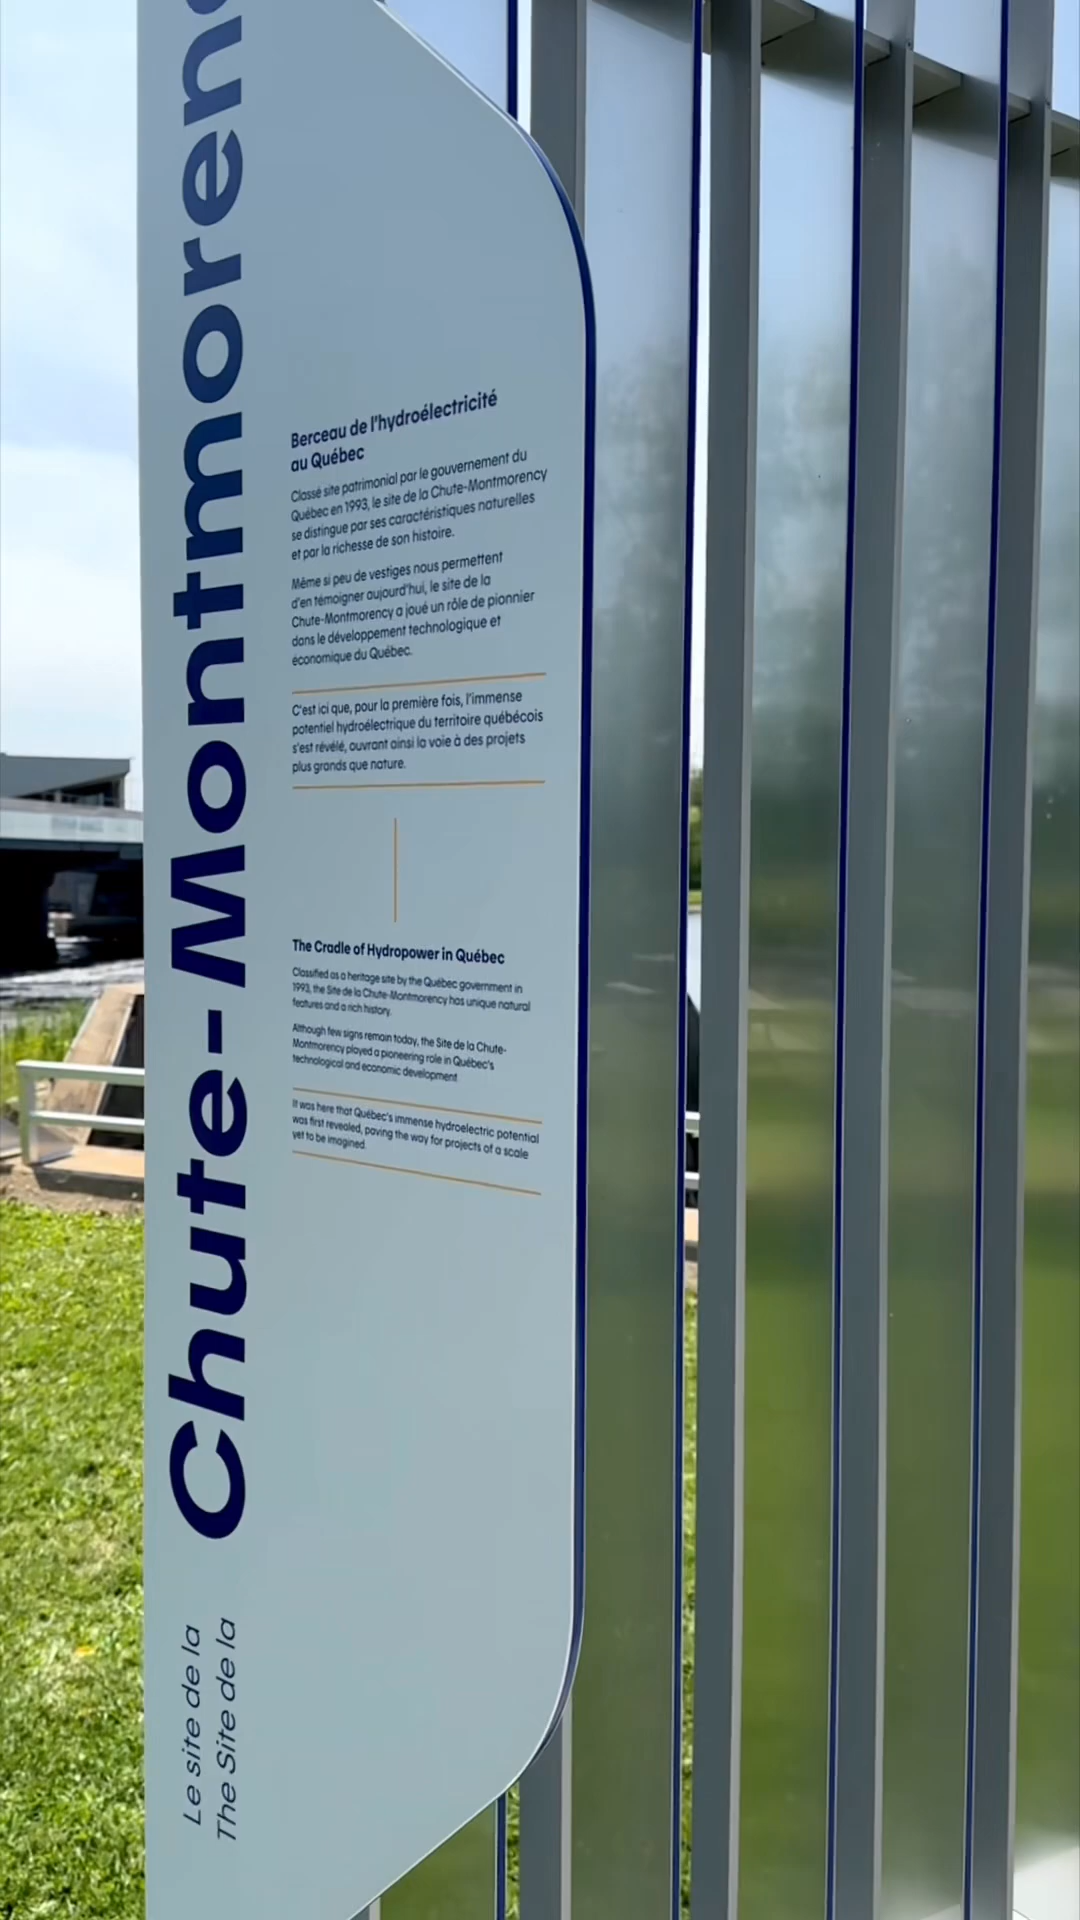 Le site de la
The Site de la
Chute-Montmoren
Berceau de l'hydroélectricité
au Québec
Classé site patrimonial par le gouvernement du
Québec en 1993, le site de la Chute-Montmorency
se distingue par ses caractéristiques naturelles
et par la richesse de son histoire.
Même si peu de vestiges nous permettent
d'en témoigner aujourd'hui, le site de la
Chute-Montmorency a joué un rôle de pionnier
dans le développement technologique et
économique du Québec.
C'est ici que, pour la première fois, l'immense
potentiel hydroélectrique du territoire québécois
s'est révélé, ouvrant ainsi la voie à des projets
plus grands que nature.
The Cradle of Hydropower in Québec
Classified as a heritage site by the Québec government in
1993, the Site de la Chute-Montmorency has unique natural
features and a rich history.
Although few signs remain today, the Site de la Chute-
Montmorency played a pioneering role in Québec's
technological and economic development.
It was here that Québec's immense hydroelectric potential
was first revealed, paving the way for projects of a scale
yet to be imagined.